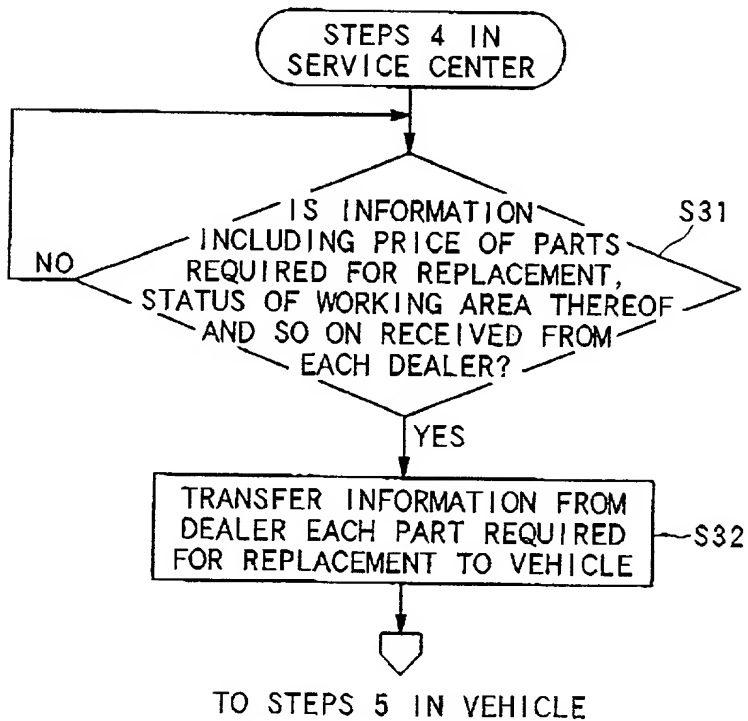 STEPS 4 IN
SERVICE CENTER
IS INFORMATION
INCLUDING PRICE OF PARTS
REQUIRED FOR REPLACEMENT,
STATUS OF WORKING AREA THEREOF
AND SO ON RECEIVED FROM
EACH DEALER?
S31
NO
YES
TRANSFER INFORMATION FROM
DEALER EACH PART REQUIRED
FOR REPLACEMENT TO VEHICLE
S32
TO STEPS 5 IN VEHICLE